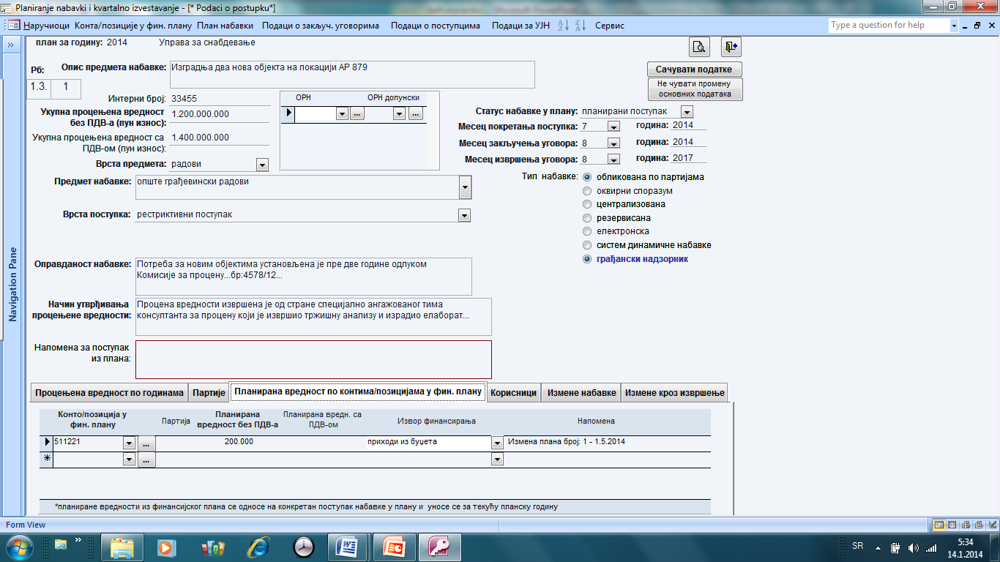 Planiranje nabavki i kvartalno izvestavanje - [* Podaci o postupku*]
Наручиоци Конта/позиције у фин. плану План набавки Подаци о закључ. уговорима Подаци о поступцима Подаци за УЈН Сервис Type a question for help
план за годину: 2014 Управа за снабдевање
Рб: Опис предмета набавке: Изградња два нова објекта на локацији АР 879
Сачувати податке
1.3. 1
Не чувати промену
основних података
Интерни број: 33455
ОРН ОРН допунски
Укупна процењена вредност
без ПДВ-а (пун износ): 1.200.000.000
Статус набавке у плану: планирани поступак
Месец покретања поступка: 7 година: 2014
Укупна процењена вредност са
ПДВ-ом (пун износ): 1.400.000.000
Месец закључења уговора: 8 година: 2014
Месец извршења уговора: 8 година: 2017
Врста предмета: радови
Предмет набавке: опште грађевински радови
Тип набавке: обликована по партијама
оквирни споразум
централизована
Врста поступка: рестриктивни поступак
резервисана
електронска
систем динамичне набавке
грађански надзорник
Оправданост набавке: Потреба за новим објектима установљена је пре две године одлуком
Комисије за процену...бр:4578/12...
Navigation Pane
Начин утврђивања
процењене вредности: Процена вредности извршена је од стране специјално ангажованог тима
консултанта за процену који је извршио тржишну анализу и израдио елаборат...
Напомена за поступак
из плана:
Процењена вредност по годинама Партије Планирана вредност по контима/позицијама у фин. плану Корисници Измене набавке Измене кроз извршење
Конто/позиција у
фин. плану Партија Планирана
вредност без ПДВ-а Планирана вредн. са
ПДВ-ом Извор финансирања Напомена
511221 200.000 приходи из буџета Измена плана број: 1 - 1.5.2014
*планиране вредности из финансијског плана се односе на конкретан поступак набавке у плану и уносе се за текућу планску годину
Form View
SR 5:34
14.1.2014